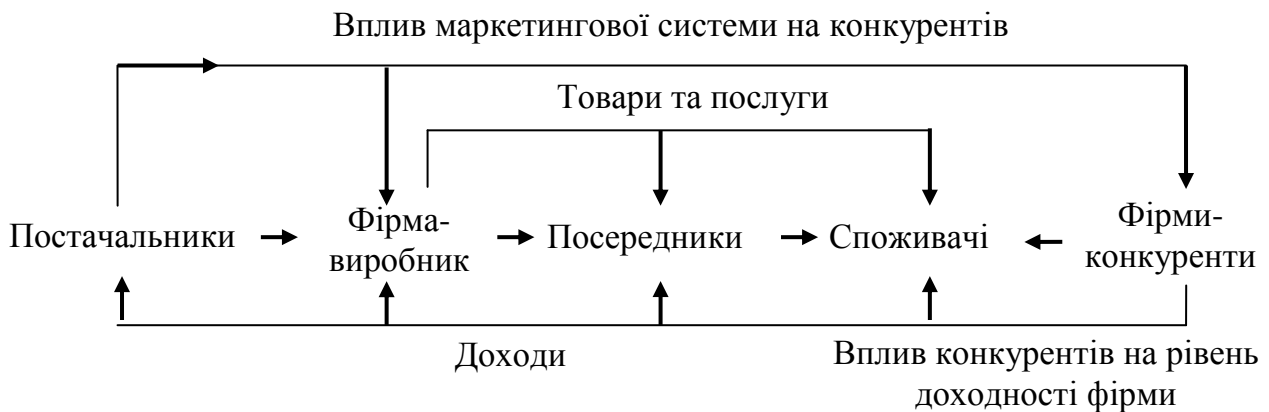 Вплив маркетингової системи на конкурентів
Товари та послуги
Постачальники
Фірма-
виробник
Посередники
Споживачі
Фірми-
конкуренти
Доходи
Вплив конкурентів на рівень
доходності фірми